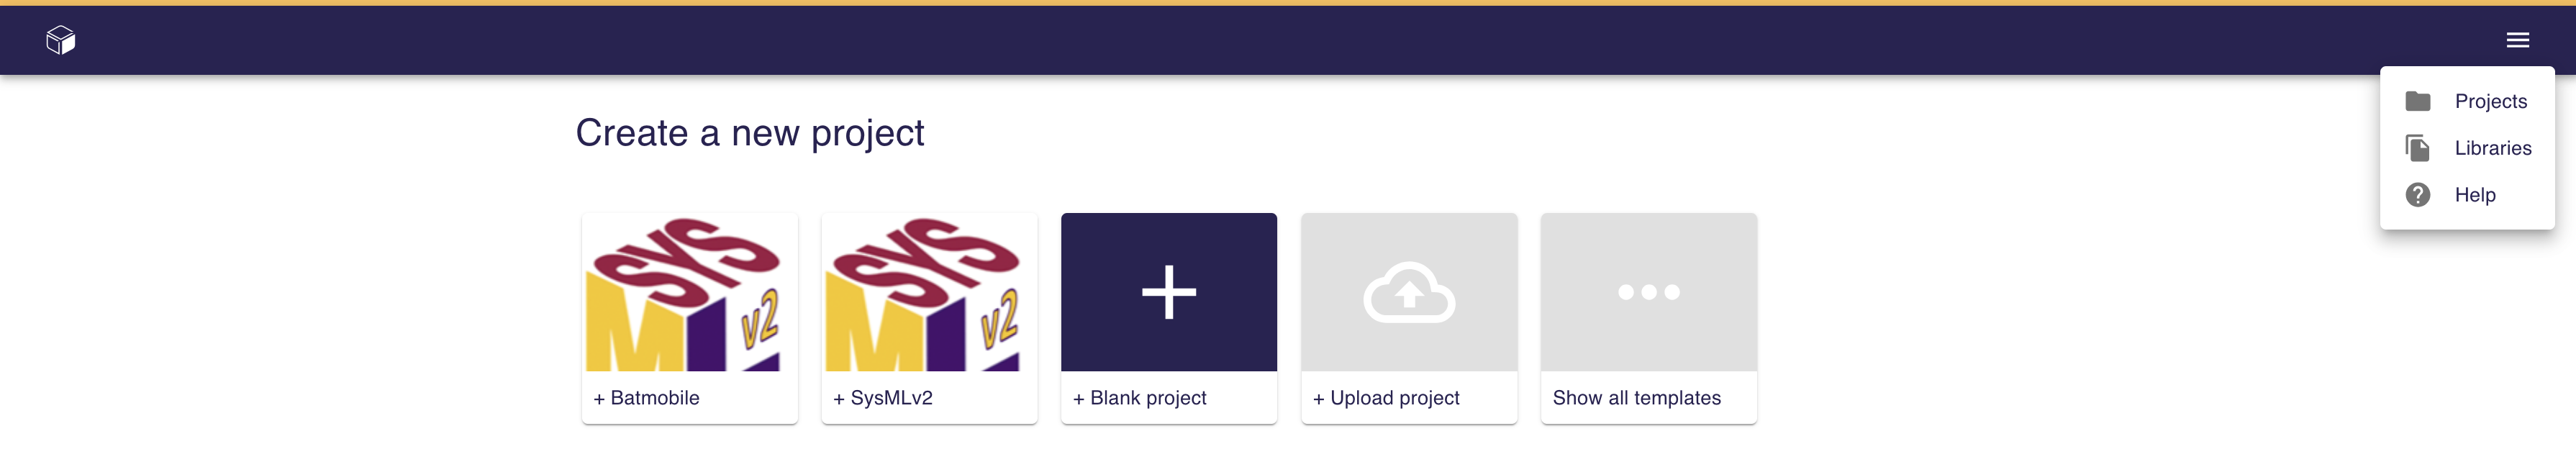 Projects
Libraries
Help
Create a new project
SYS
ML
v2
+ Batmobile
SYS
ML
v2
+ SysMLv2
+ Blank project
+ Upload project
Show all templates